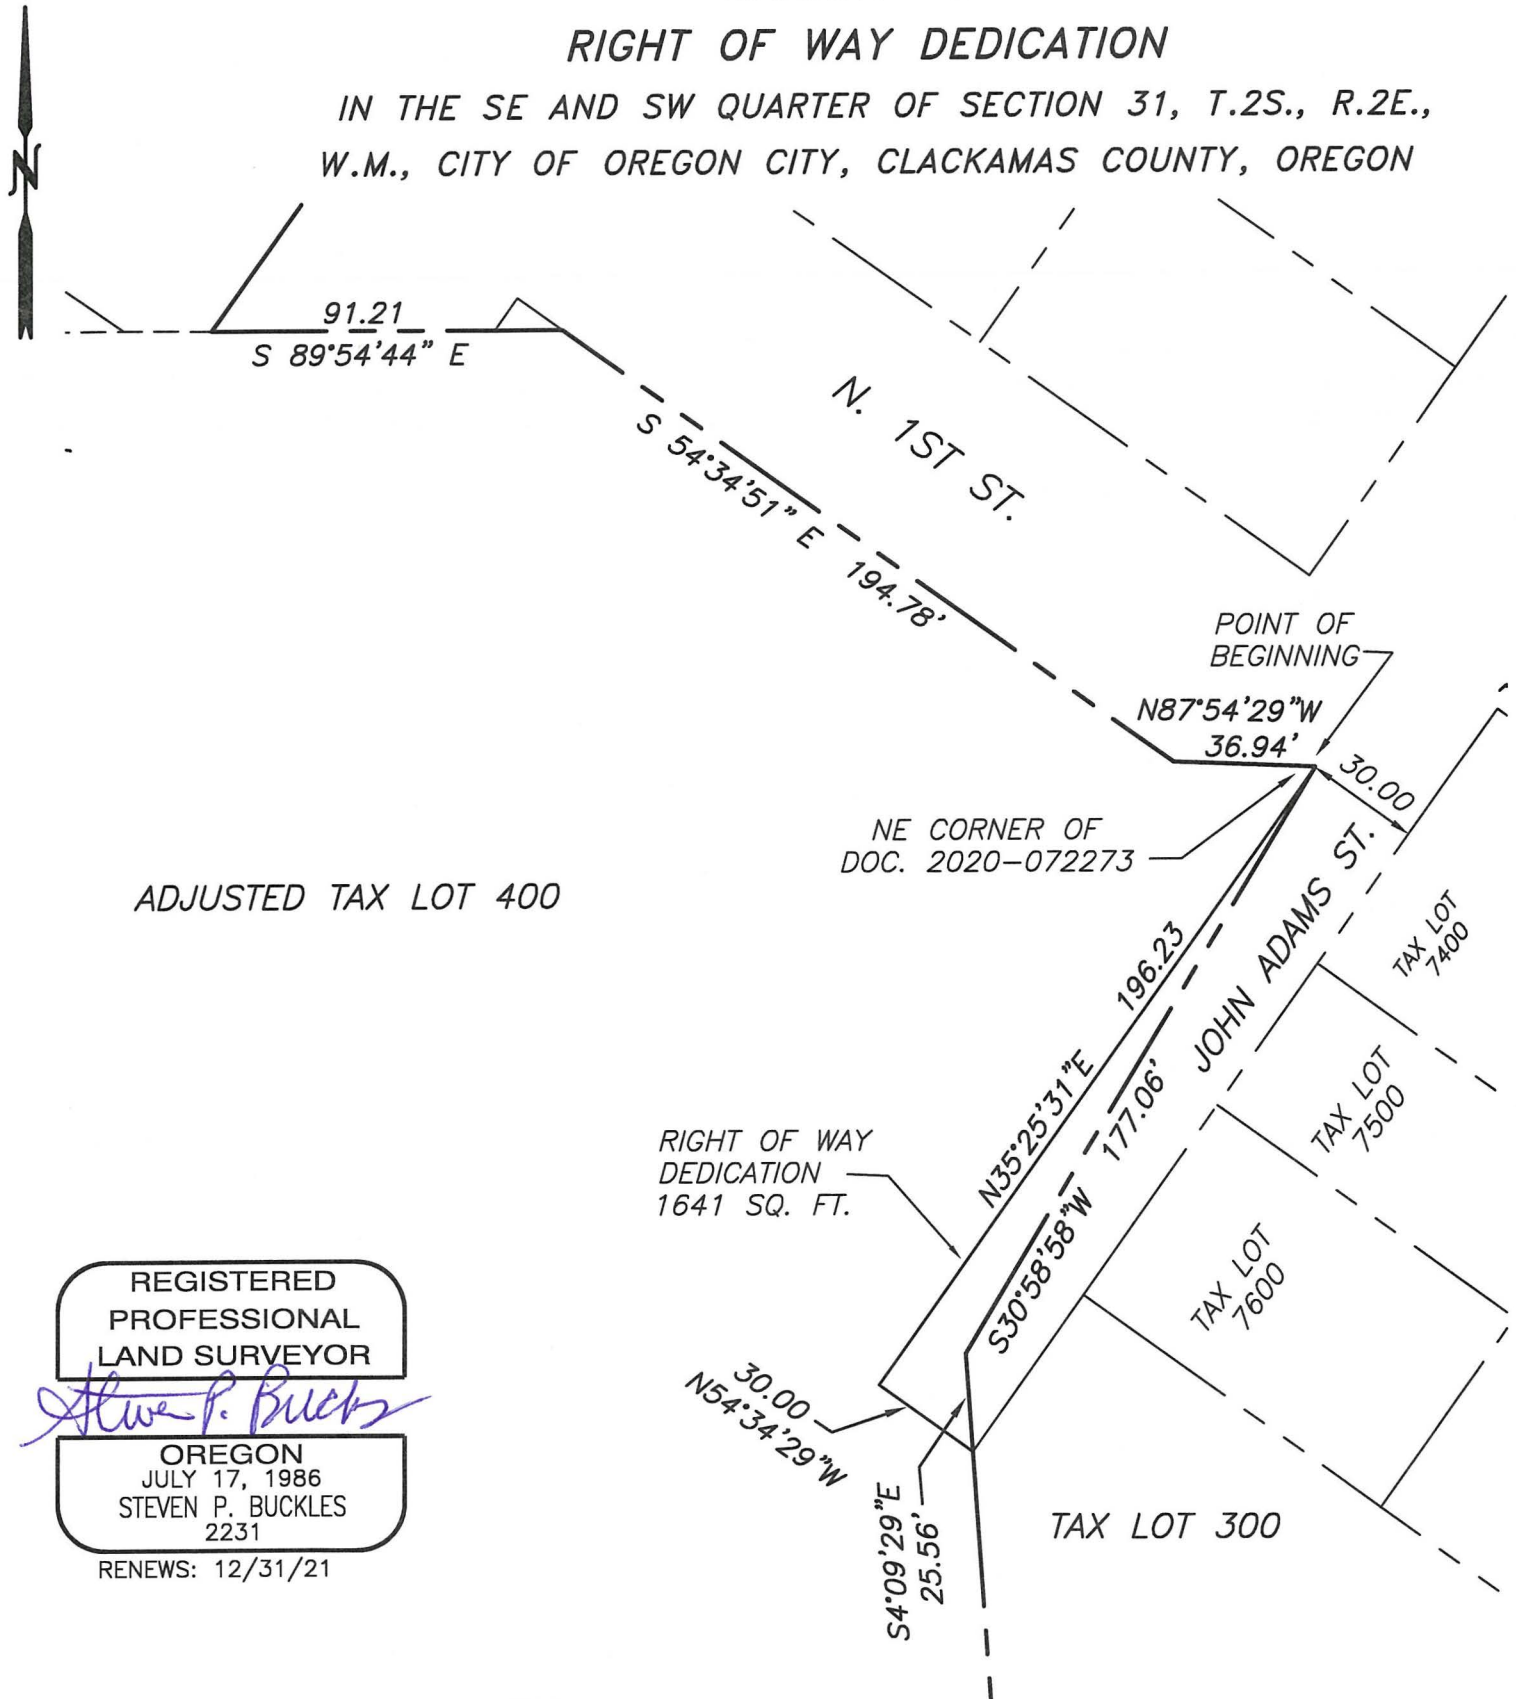 RIGHT OF WAY DEDICATION
IN THE SE AND SW QUARTER OF SECTION 31, T.2S., R.2E.,
W.M., CITY OF OREGON CITY, CLACKAMAS COUNTY, OREGON
N
91.21
S 89°54'44" E
N. 1ST ST.
S 54°34'51" E 194.78'
POINT OF
BEGINNING
N87°54'29"W
36.94'
30.00
NE CORNER OF
DOC. 2020-072273
ADJUSTED TAX LOT 400
JOHN ADAMS ST.
TAX LOT
7400
N35°25'31"E 196.23
S30°58'58"W 177.06'
TAX LOT
7500
RIGHT OF WAY
DEDICATION
1641 SQ. FT.
TAX LOT
7600
30.00
N54°34'29"W
S4°09'29"E
25.56'
TAX LOT 300
REGISTERED
PROFESSIONAL
LAND SURVEYOR
Steven P. Buckles
OREGON
JULY 17, 1986
STEVEN P. BUCKLES
2231
RENEWS: 12/31/21